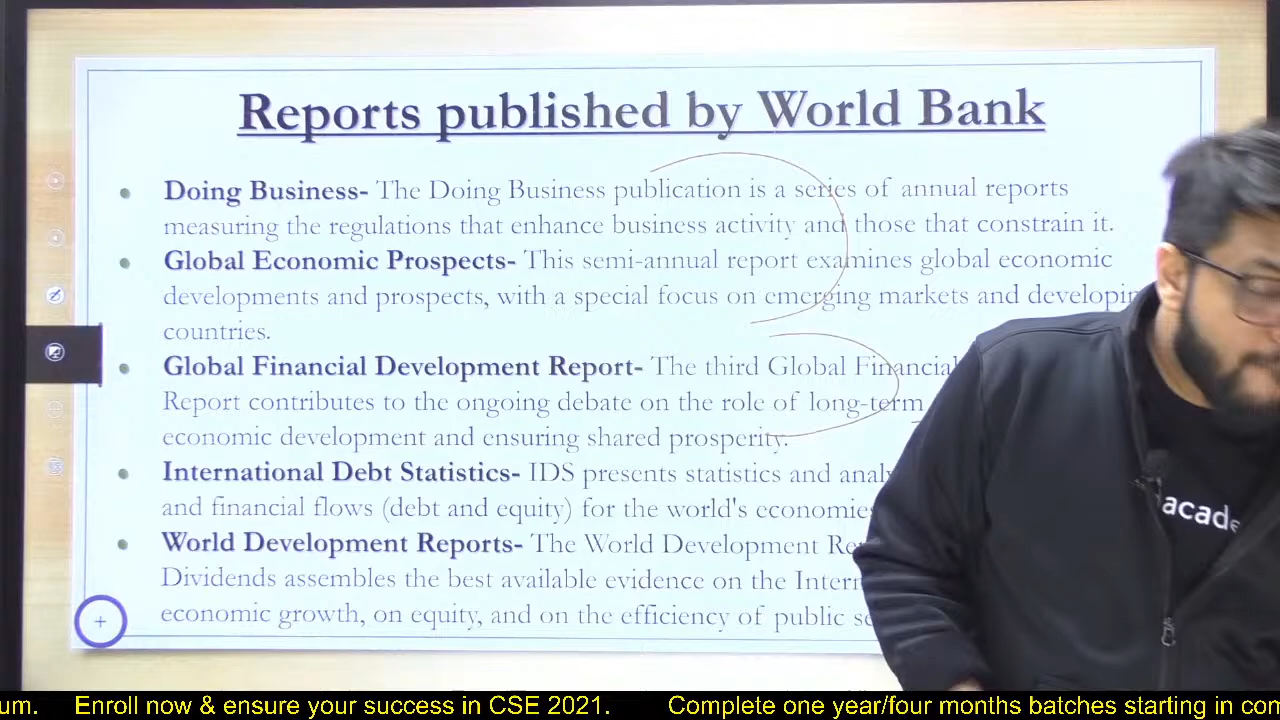 Reports published by World Bank
Doing Business- The Doing Business publication is a series of annual reports
measuring the regulations that enhance business activity and those that constrain it.
Global Economic Prospects- This semi-annual report examines global economic
developments and prospects, with a special focus on emerging markets and developin
countries.
Global Financial Development Report- The third Global Financial
Report contributes to the ongoing debate on the role of long-term
economic development and ensuring shared prosperity.
International Debt Statistics- IDS presents statistics and analy
and financial flows (debt and equity) for the world's economies
World Development Reports- The World Development Re
Dividends assembles the best available evidence on the Intern
economic growth, on equity, and on the efficiency of public se
acade
um. Enroll now & ensure your success in CSE 2021. Complete one year/four months batches starting in con